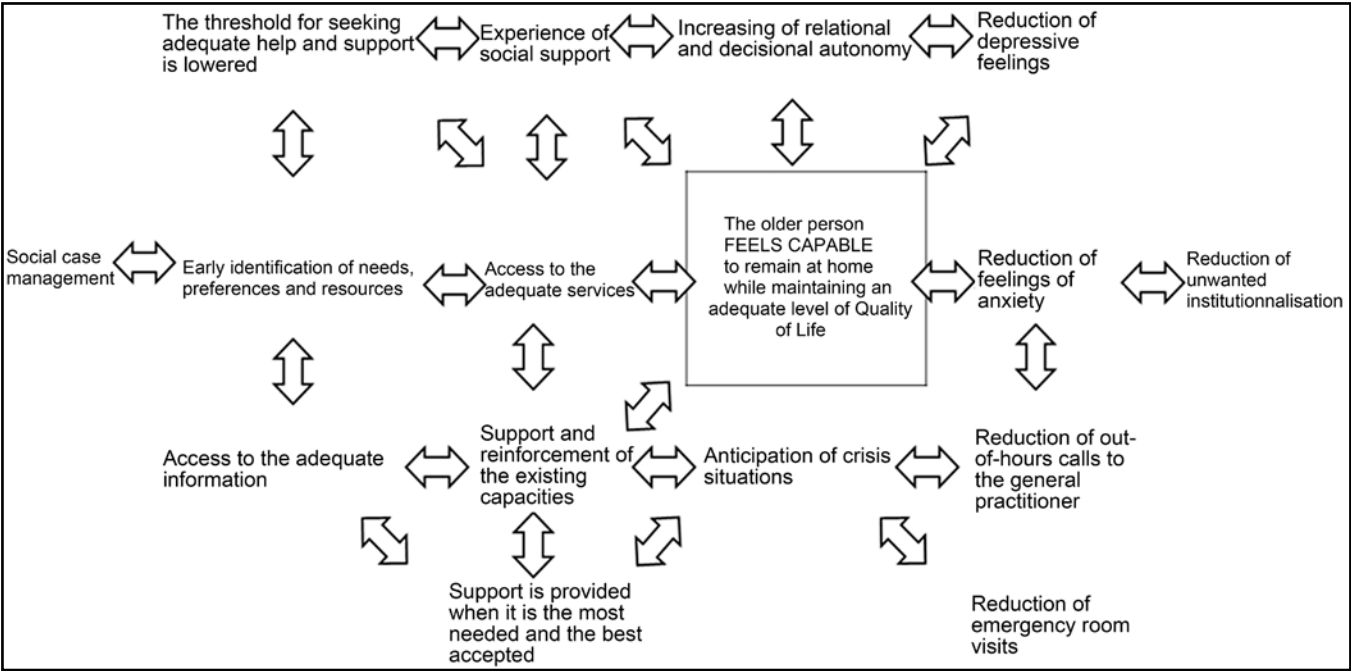 The threshold for seeking
adequate help and support
is lowered
Experience of
social support
Increasing of relational
and decisional autonomy
Reduction of
depressive
feelings
Social case
management
Early identification of needs,
preferences and resources
Access to the
adequate services
The older person
FEELS CAPABLE
to remain at home
while maintaining an
adequate level of Quality
of Life
Reduction of
feelings of
anxiety
Reduction of
unwanted
institutionnalisation
Access to the adequate
information
Support and
reinforcement of
the existing
capacities
Anticipation of crisis
situations
Reduction of out-
of-hours calls to
the general
practitioner
Support is provided
when it is the most
needed and the best
accepted
Reduction of
emergency room
visits